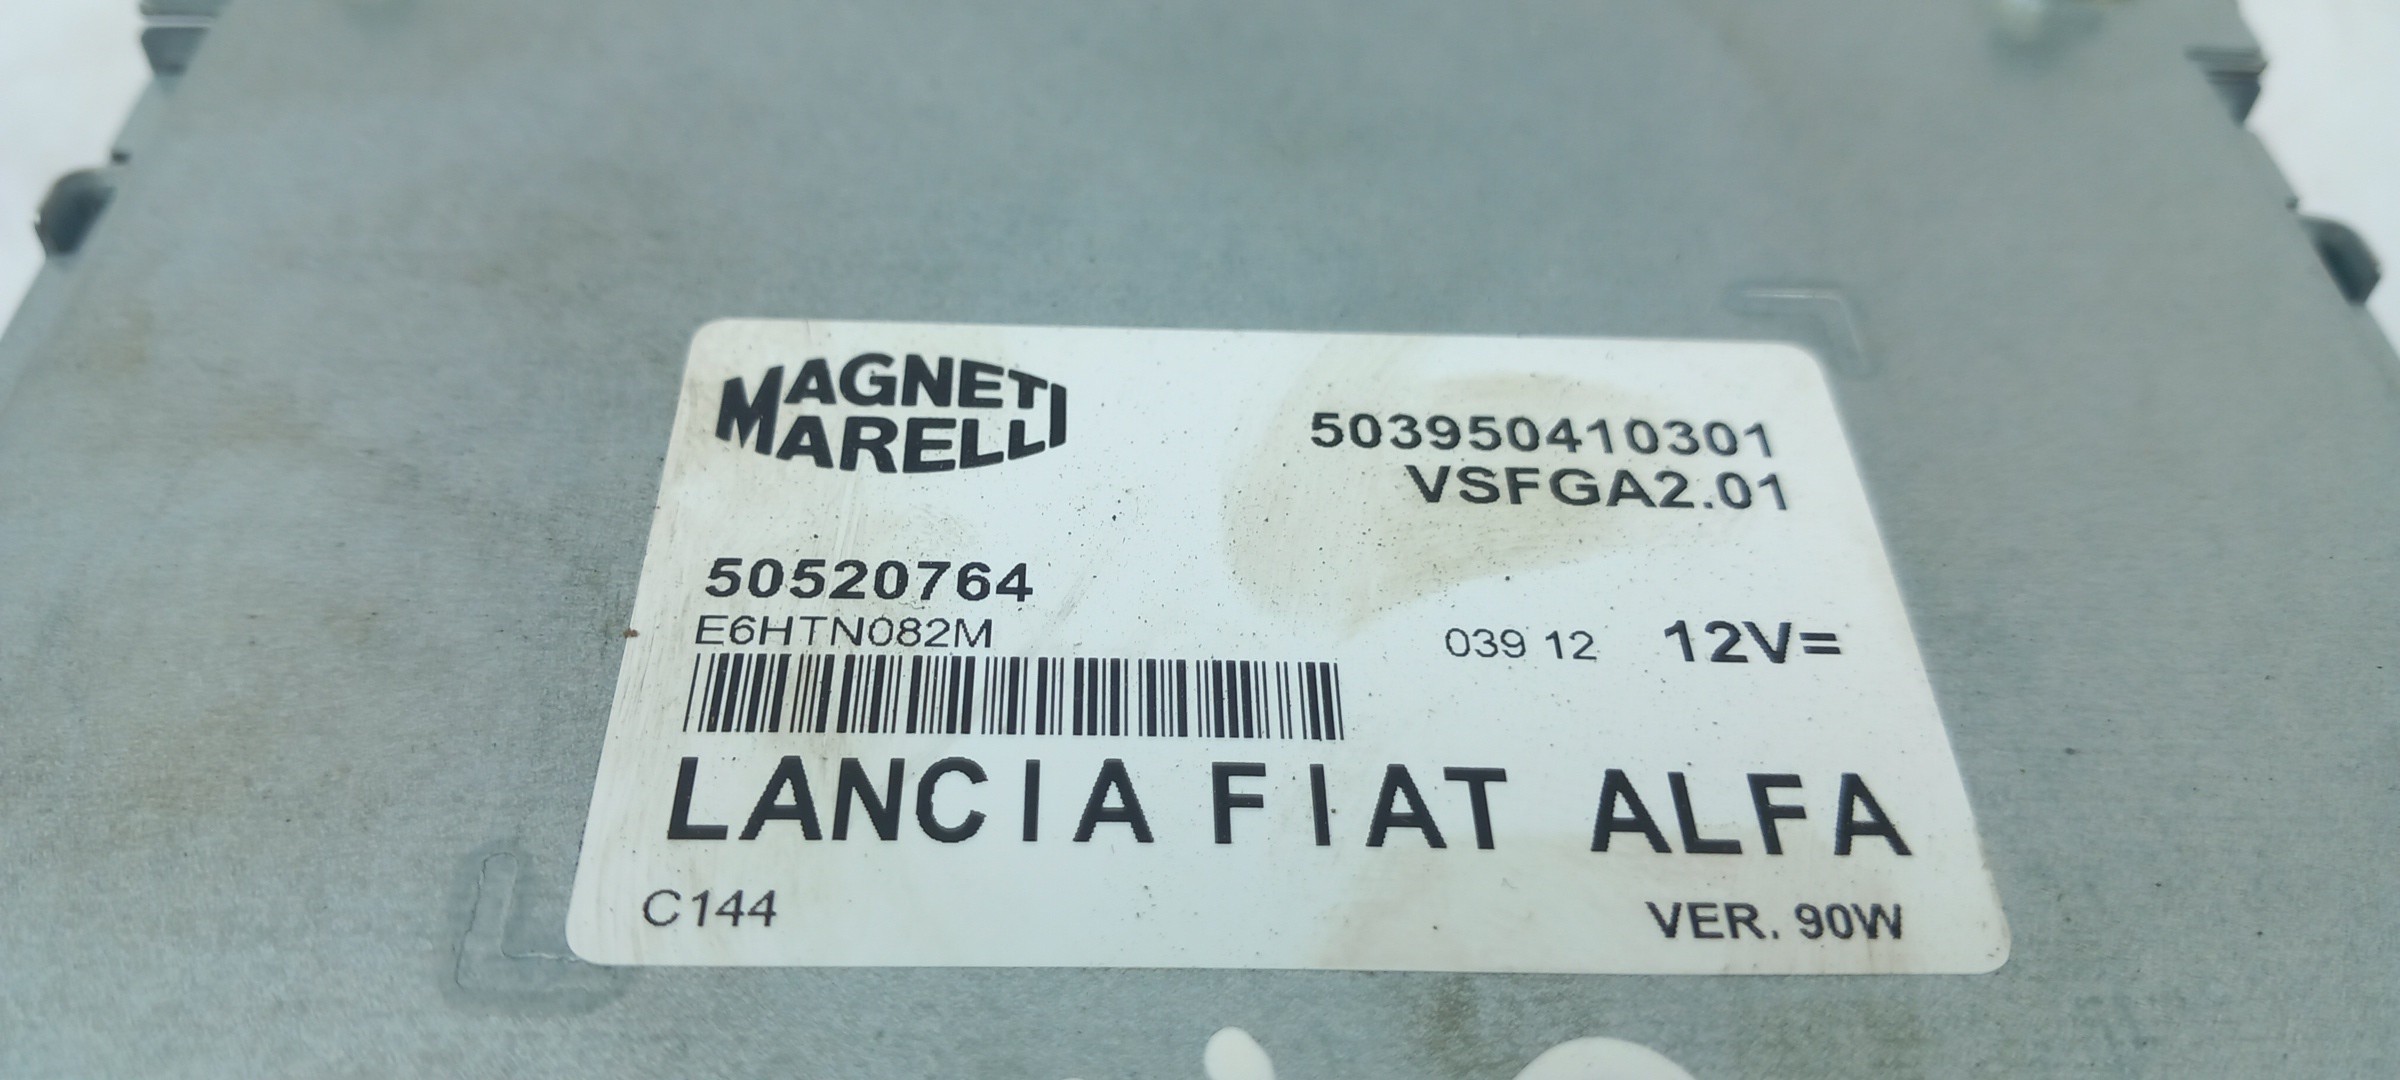 MAGNETI
MARELLI
503950410301
VSFGA2.01
50520764
E6HTN082M
039 12 12V=
LANCIA FIAT ALFA
C144 VER. 90W